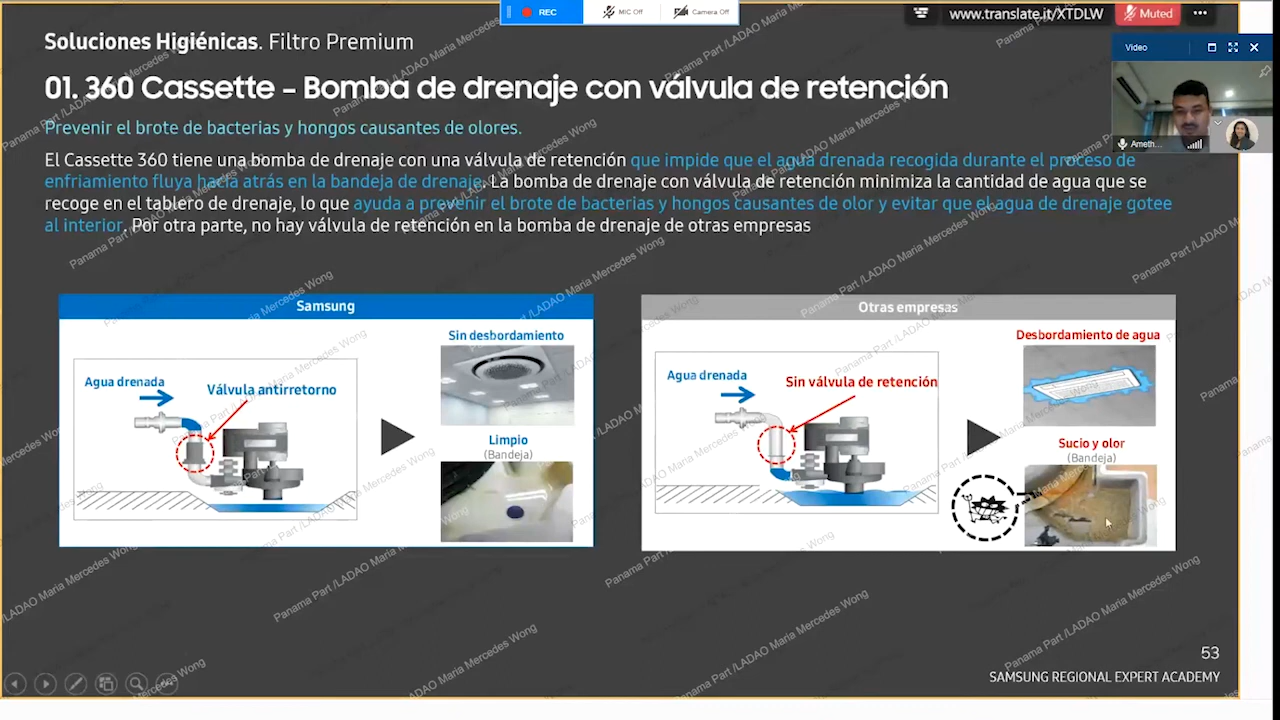 REC
MIC Off
Camera Off
www.translate.it/XTDLW
Muted
Video
Ameth...
Soluciones Higiénicas. Filtro Premium
01. 360 Cassette - Bomba de drenaje con válvula de retención
Prevenir el brote de bacterias y hongos causantes de olores.
El Cassette 360 tiene una bomba de drenaje con una válvula de retención que impide que el agua drenada recogida durante el proceso de
enfriamiento fluya hacia atrás en la bandeja de drenaje. La bomba de drenaje con válvula de retención minimiza la cantidad de agua que se
recoge en el tablero de drenaje, lo que ayuda a prevenir el brote de bacterias y hongos causantes de olor y evitar que el agua de drenaje gotee
al interior. Por otra parte, no hay válvula de retención en la bomba de drenaje de otras empresas
Samsung
Agua drenada
Válvula antirretorno
Sin desbordamiento
Limpio
(Bandeja)
Otras empresas
Agua drenada
Sin válvula de retención
Desbordamiento de agua
Sucio y olor
(Bandeja)
53
SAMSUNG REGIONAL EXPERT ACADEMY
Panama Part /LADAO Maria Mercedes Wong